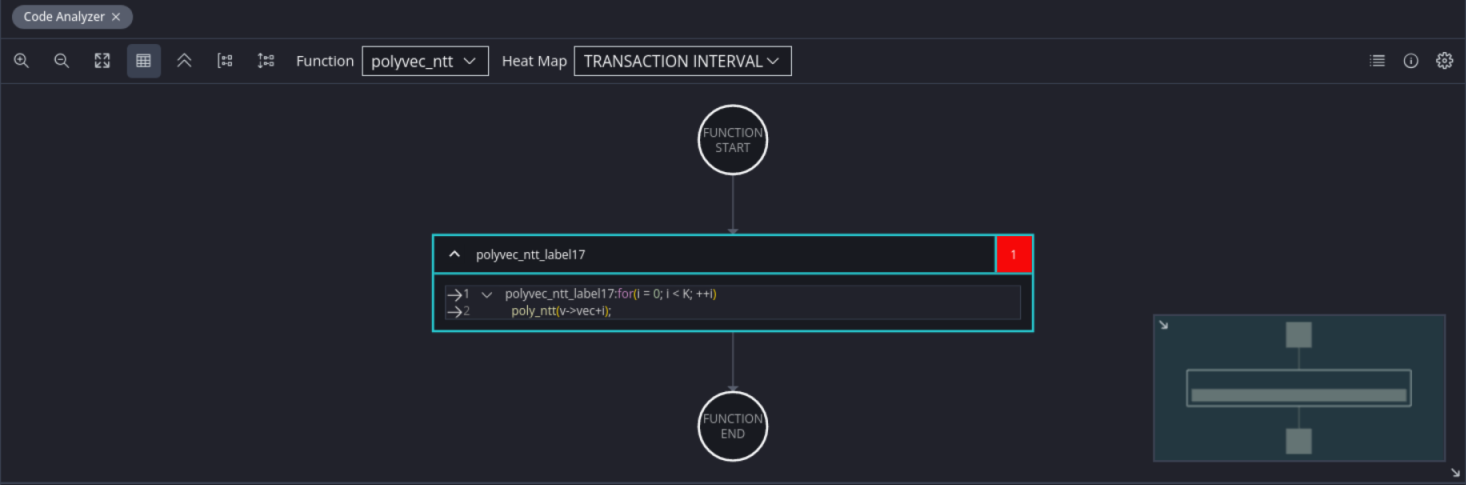 Code Analyzer ×
Function polyvec_ntt Heat Map TRANSACTION INTERVAL
FUNCTION
START
polyvec_ntt_label17 1
1 polyvec_ntt_label17:for(i = 0; i < K; ++i)
2 poly_ntt(v->vec+i);
FUNCTION
END